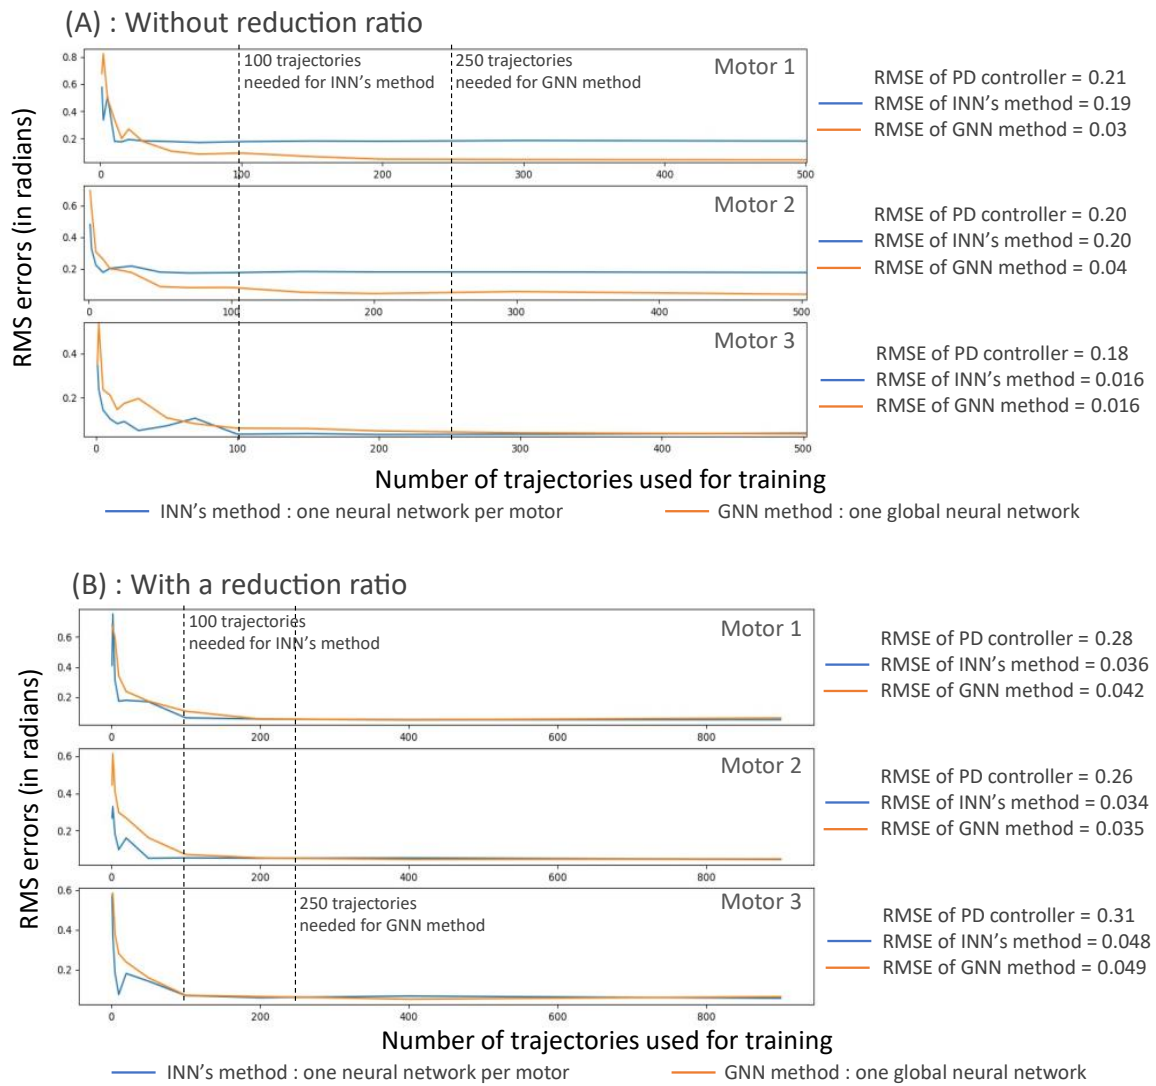 (A) : Without reduction ratio
RMS errors (in radians)
0.8
0.6
0.4
0.2
100 trajectories
needed for INN's method
250 trajectories
needed for GNN method
Motor 1
0
100
200
300
400
500
RMSE of PD controller = 0.21
RMSE of INN's method = 0.19
RMSE of GNN method = 0.03
0.6
0.4
0.2
Motor 2
0
100
200
300
400
500
RMSE of PD controller = 0.20
RMSE of INN's method = 0.20
RMSE of GNN method = 0.04
0.4
0.2
Motor 3
0
100
200
300
400
500
RMSE of PD controller = 0.18
RMSE of INN's method = 0.016
RMSE of GNN method = 0.016
Number of trajectories used for training
INN's method : one neural network per motor
GNN method : one global neural network
(B) : With a reduction ratio
RMS errors (in radians)
0.6
0.4
0.2
100 trajectories
needed for INN's method
Motor 1
0
200
400
600
800
RMSE of PD controller = 0.28
RMSE of INN's method = 0.036
RMSE of GNN method = 0.042
0.6
0.4
0.2
Motor 2
0
200
400
600
800
RMSE of PD controller = 0.26
RMSE of INN's method = 0.034
RMSE of GNN method = 0.035
0.6
0.4
0.2
250 trajectories
needed for GNN method
Motor 3
0
200
400
600
800
RMSE of PD controller = 0.31
RMSE of INN's method = 0.048
RMSE of GNN method = 0.049
Number of trajectories used for training
INN's method : one neural network per motor
GNN method : one global neural network